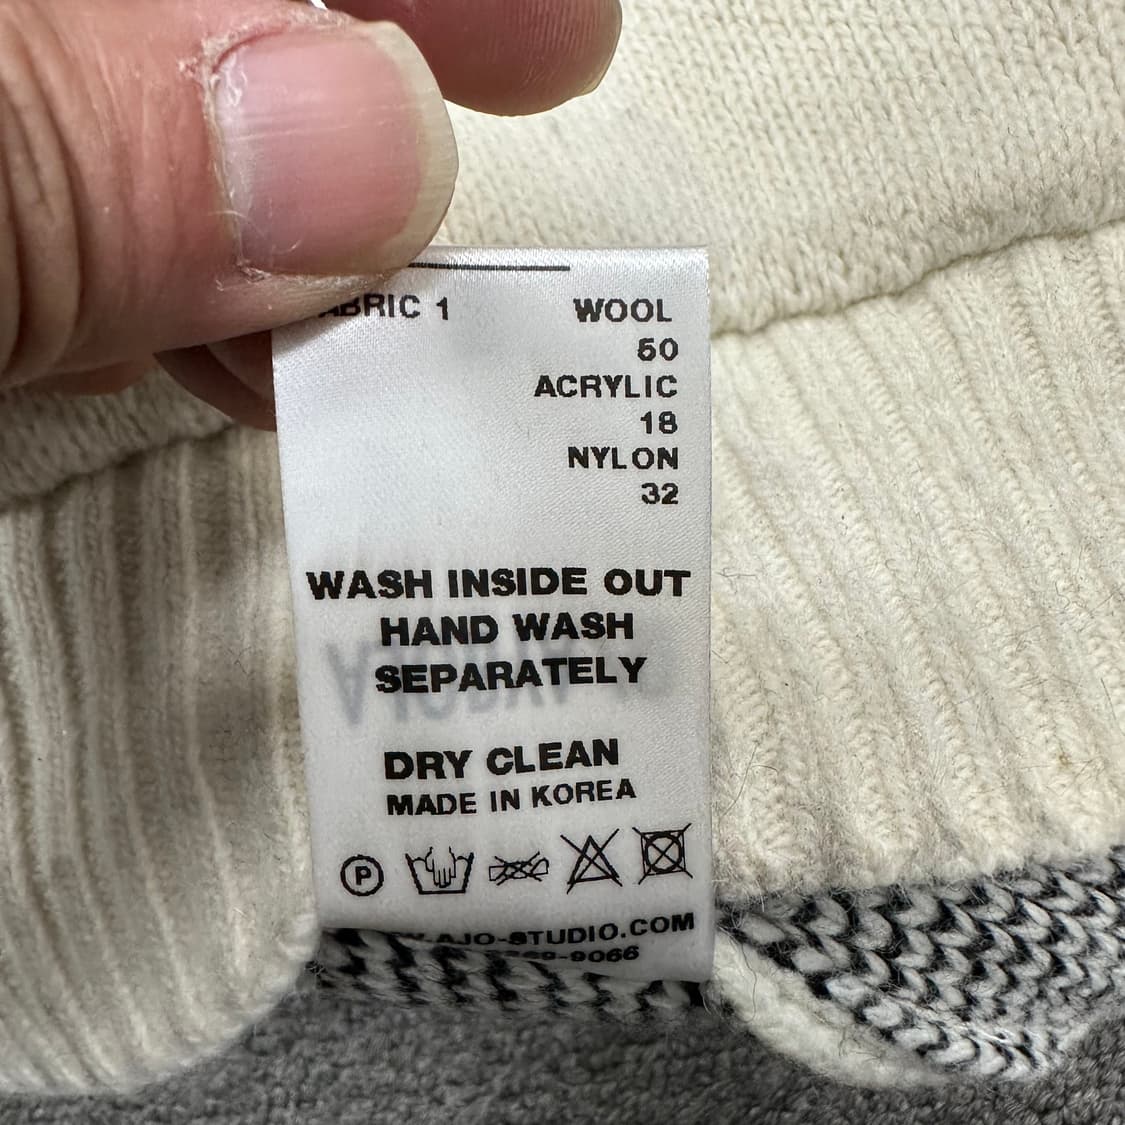 FABRIC 1 WOOL
50
ACRYLIC
18
NYLON
32
WASH INSIDE OUT
HAND WASH
SEPARATELY
DRY CLEAN
MADE IN KOREA
P
AJO-STUDIO.COM
-9066